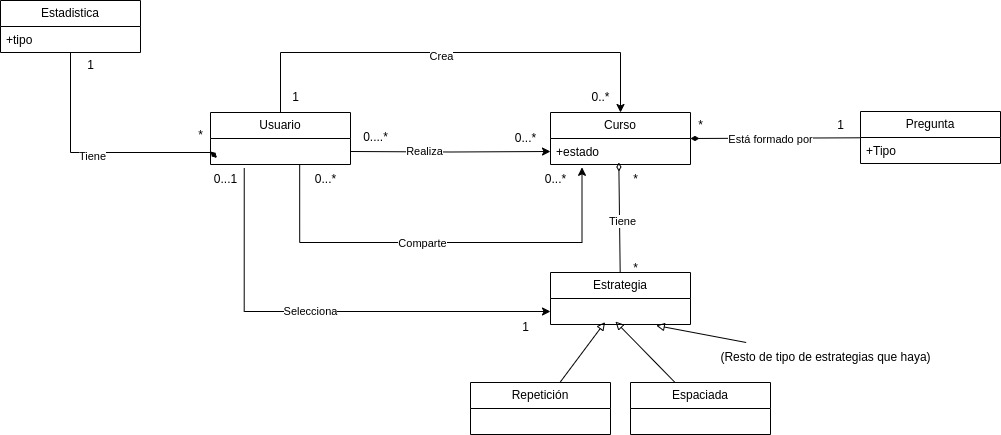 Estadistica
+tipo
1
Crea
1
0..*
*
Usuario
0....*
Realiza
0...*
Curso
+estado
*
Está formado por
1
Pregunta
+Tipo
Tiene
0...1
0...*
0...*
*
Tiene
Comparte
*
Estrategia
Selecciona
1
(Resto de tipo de estrategias que haya)
Repetición
Espaciada